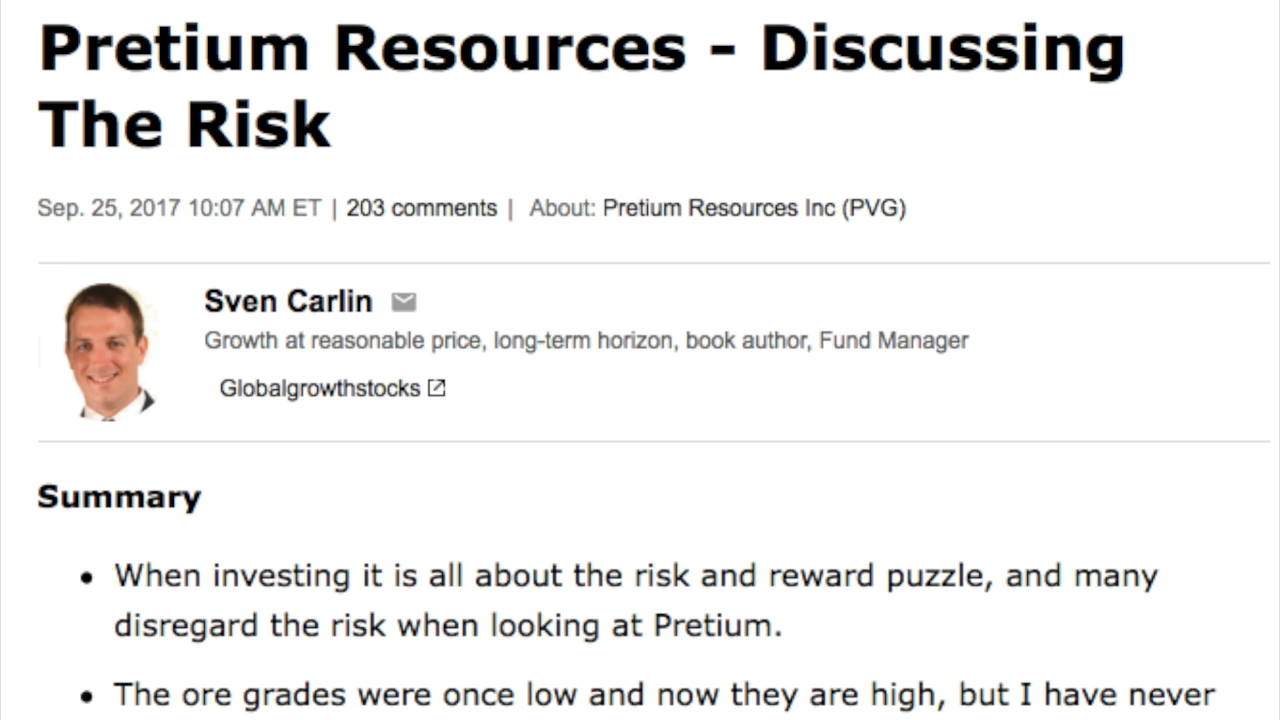 Pretium Resources - Discussing
The Risk
Sep. 25, 2017 10:07 AM ET | 203 comments | About: Pretium Resources Inc (PVG)
Sven Carlin
Growth at reasonable price, long-term horizon, book author, Fund Manager
Globalgrowthstocks
Summary
• When investing it is all about the risk and reward puzzle, and many
disregard the risk when looking at Pretium.
• The ore grades were once low and now they are high, but I have never